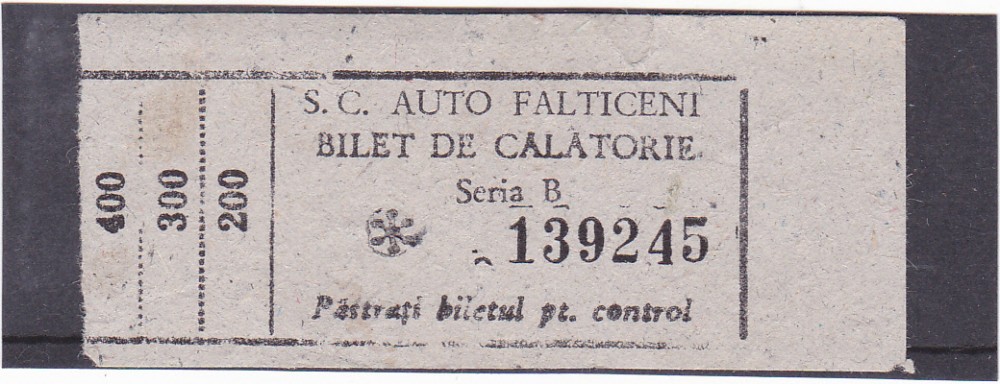 400
300
200
S. C. AUTO FALTICENI
BILET DE CALATORIE
Seria B
139245
Păstrați biletul pt. control